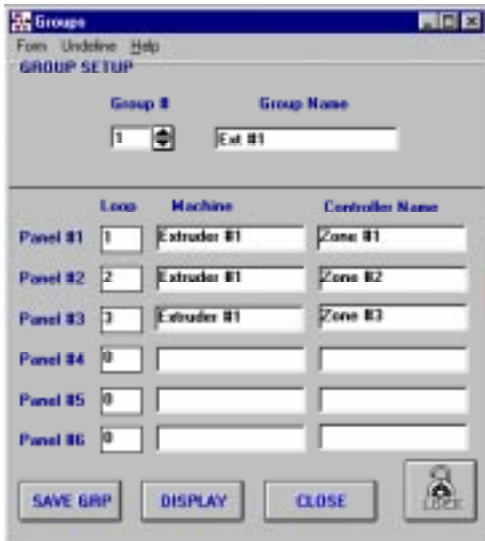 Groups
Form Undefine Help
GROUP SETUP
Group # Group Name
1 Ext #1
Loop Machine Controller Name
Panel #1 1 Extruder #1 Zone #1
Panel #2 2 Extruder #1 Zone #2
Panel #3 3 Extruder #1 Zone #3
Panel #4 0
Panel #5 0
Panel #6 0
SAVE GRP DISPLAY CLOSE LOCK